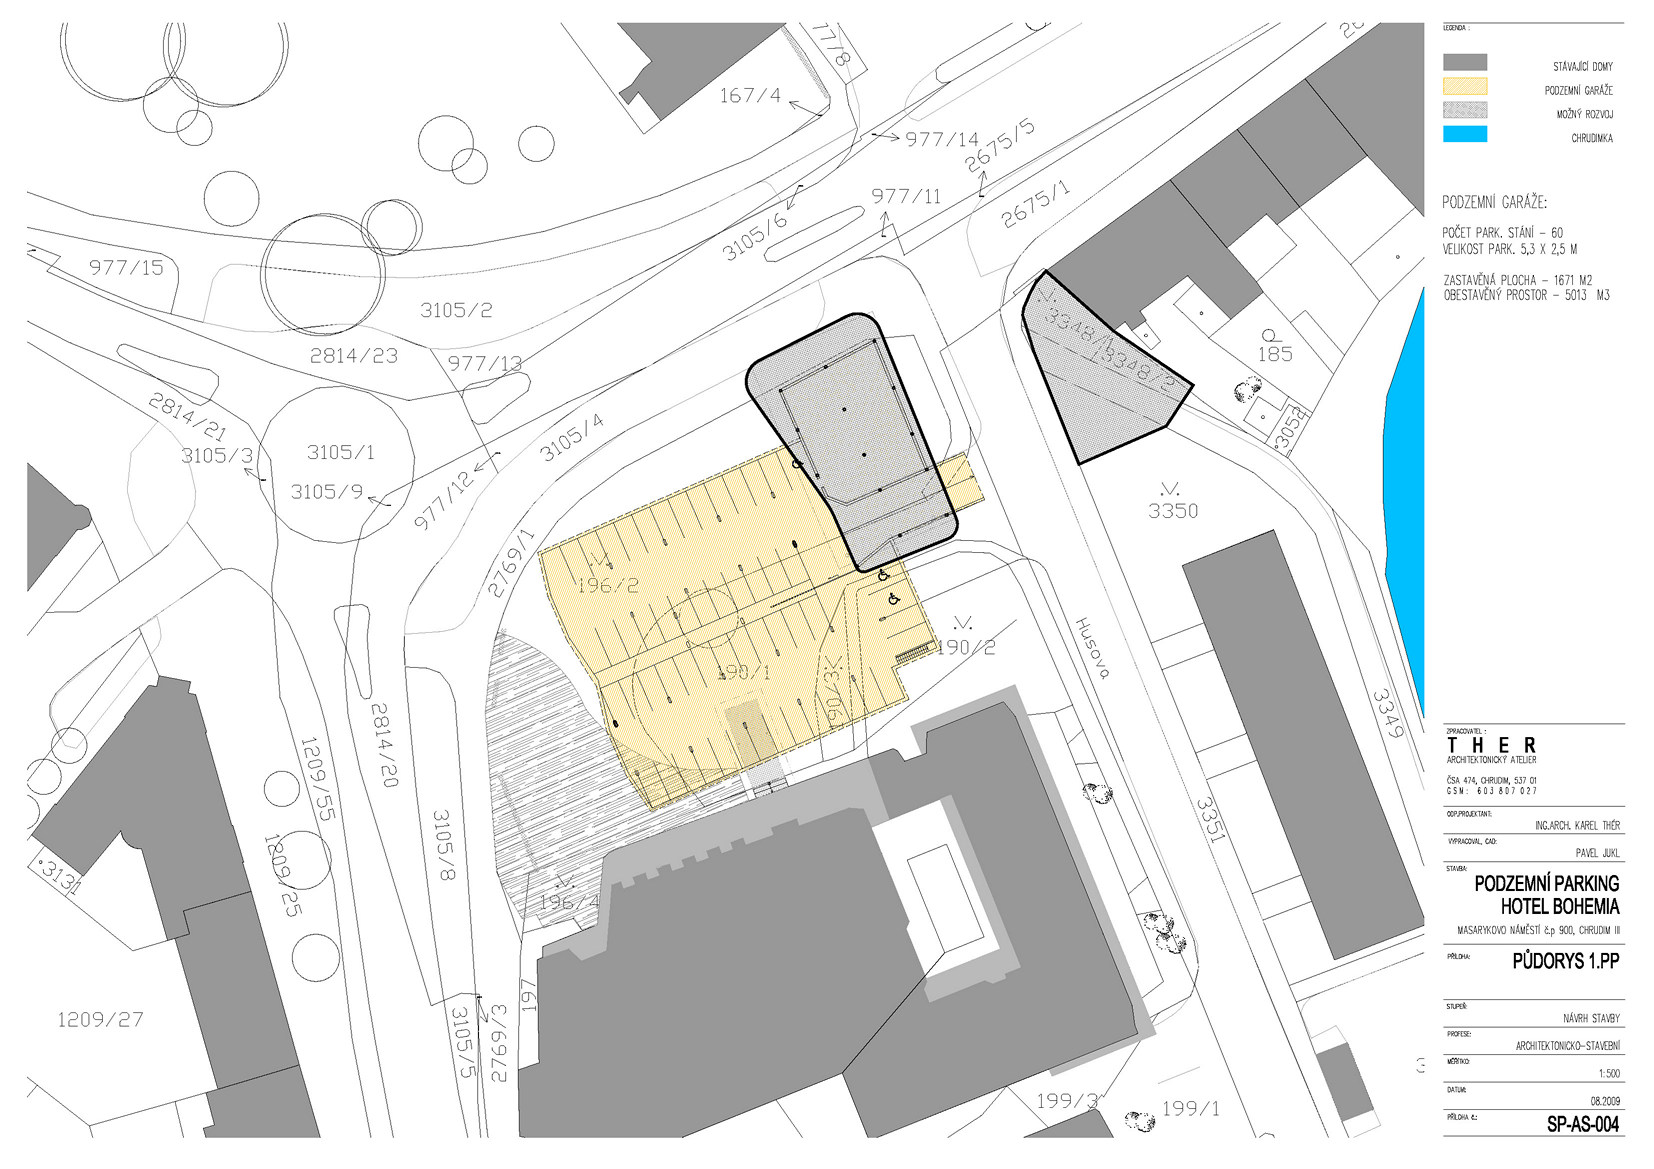 77/8
167/4
977/14
2675/5
977/11
2675/1
3105/6
977/15
3105/2
2814/23
977/13
3348/1
3348/2
185
3052
2814/21
3105/3
3105/1
3105/9
977/12
3105/4
3350
2769/1
196/2
190/1
190/2
190/3
Husova
3349
2814/20
1209/55
3105/8
1209/25
3131
196/4
3351
197
1209/27
3105/5
2769/3
199/3
199/1
LEGENDA :
STÁVAJÍCÍ DOMY
PODZEMNÍ GARÁŽE
MOŽNÝ ROZVOJ
CHRUDIMKA
PODZEMNÍ GARÁŽE:
POČET PARK. STÁNÍ – 60
VELIKOST PARK. 5,3 X 2,5 M
ZASTAVĚNÁ PLOCHA – 1671 M2
OBESTAVĚNÝ PROSTOR – 5013 M3
ZPRACOVATEL :
THER
ARCHITEKTONICKÝ ATELIER
ČSA 474, CHRUDIM, 537 01
GSM: 603 807 027
ODP.PROJEKTANT:
ING.ARCH. KAREL THÉR
VYPRACOVAL, CAD:
PAVEL JUKL
STAVBA:
PODZEMNÍ PARKING
HOTEL BOHEMIA
MASARYKOVO NÁMĚSTÍ č.p 900, CHRUDIM III
PŘÍLOHA:
PŮDORYS 1.PP
STUPEŇ:
NÁVRH STAVBY
PROFESE:
ARCHITEKTONICKO–STAVEBNÍ
MĚŘÍTKO:
1:500
DATUM:
08.2009
PŘÍLOHA č.:
SP-AS-004